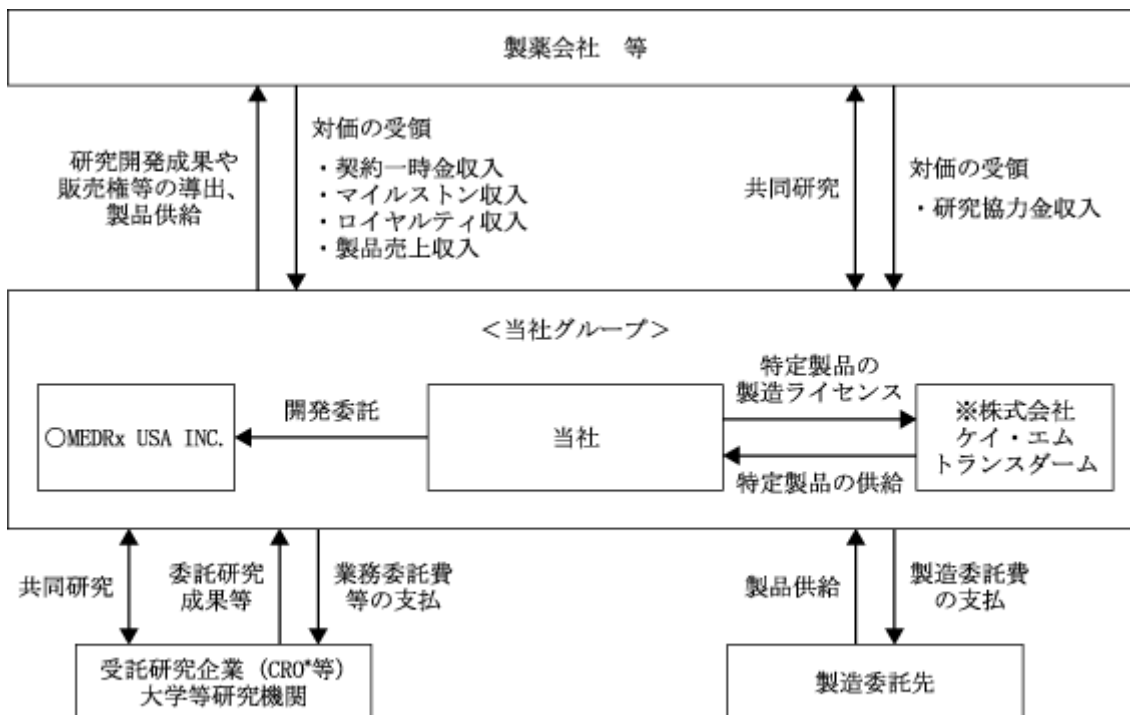 製薬会社　等
研究開発成果や
販売権等の導出、
製品供給
対価の受領
・契約一時金収入
・マイルストン収入
・ロイヤルティ収入
・製品売上収入
共同研究
対価の受領
・研究協力金収入
＜当社グループ＞
○MEDRx USA INC.
開発委託
当社
特定製品の
製造ライセンス
特定製品の供給
※株式会社
ケイ・エム
トランスダーム
共同研究
委託研究
成果等
業務委託費
等の支払
製品供給
製造委託費
の支払
受託研究企業（CRO*等）
大学等研究機関
製造委託先